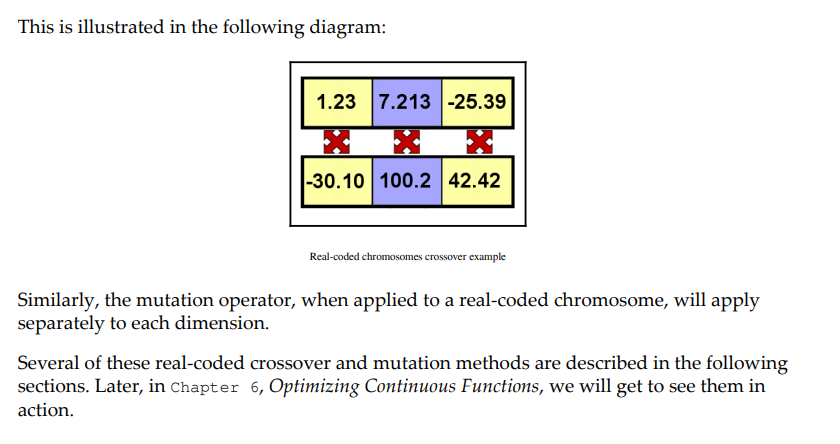 This is illustrated in the following diagram:
1.23 7.213 -25.39
-30.10 100.2 42.42
Real-coded chromosomes crossover example
Similarly, the mutation operator, when applied to a real-coded chromosome, will apply
separately to each dimension.
Several of these real-coded crossover and mutation methods are described in the following
sections. Later, in Chapter 6, Optimizing Continuous Functions, we will get to see them in
action.